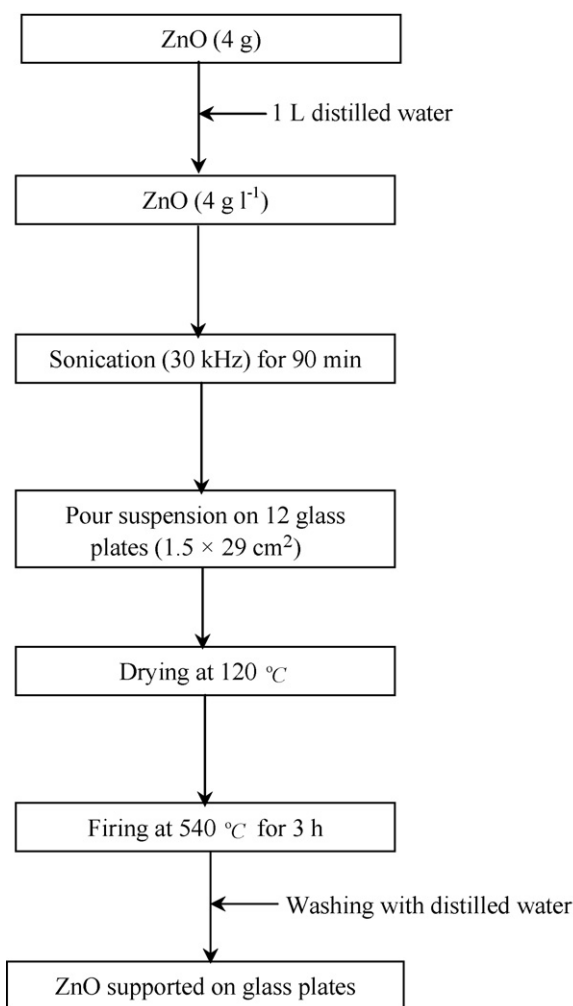 ZnO (4 g)
1 L distilled water
ZnO (4 g l⁻¹)
Sonication (30 kHz) for 90 min
Pour suspension on 12 glass
plates (1.5 × 29 cm²)
Drying at 120 °C
Firing at 540 °C for 3 h
Washing with distilled water
ZnO supported on glass plates